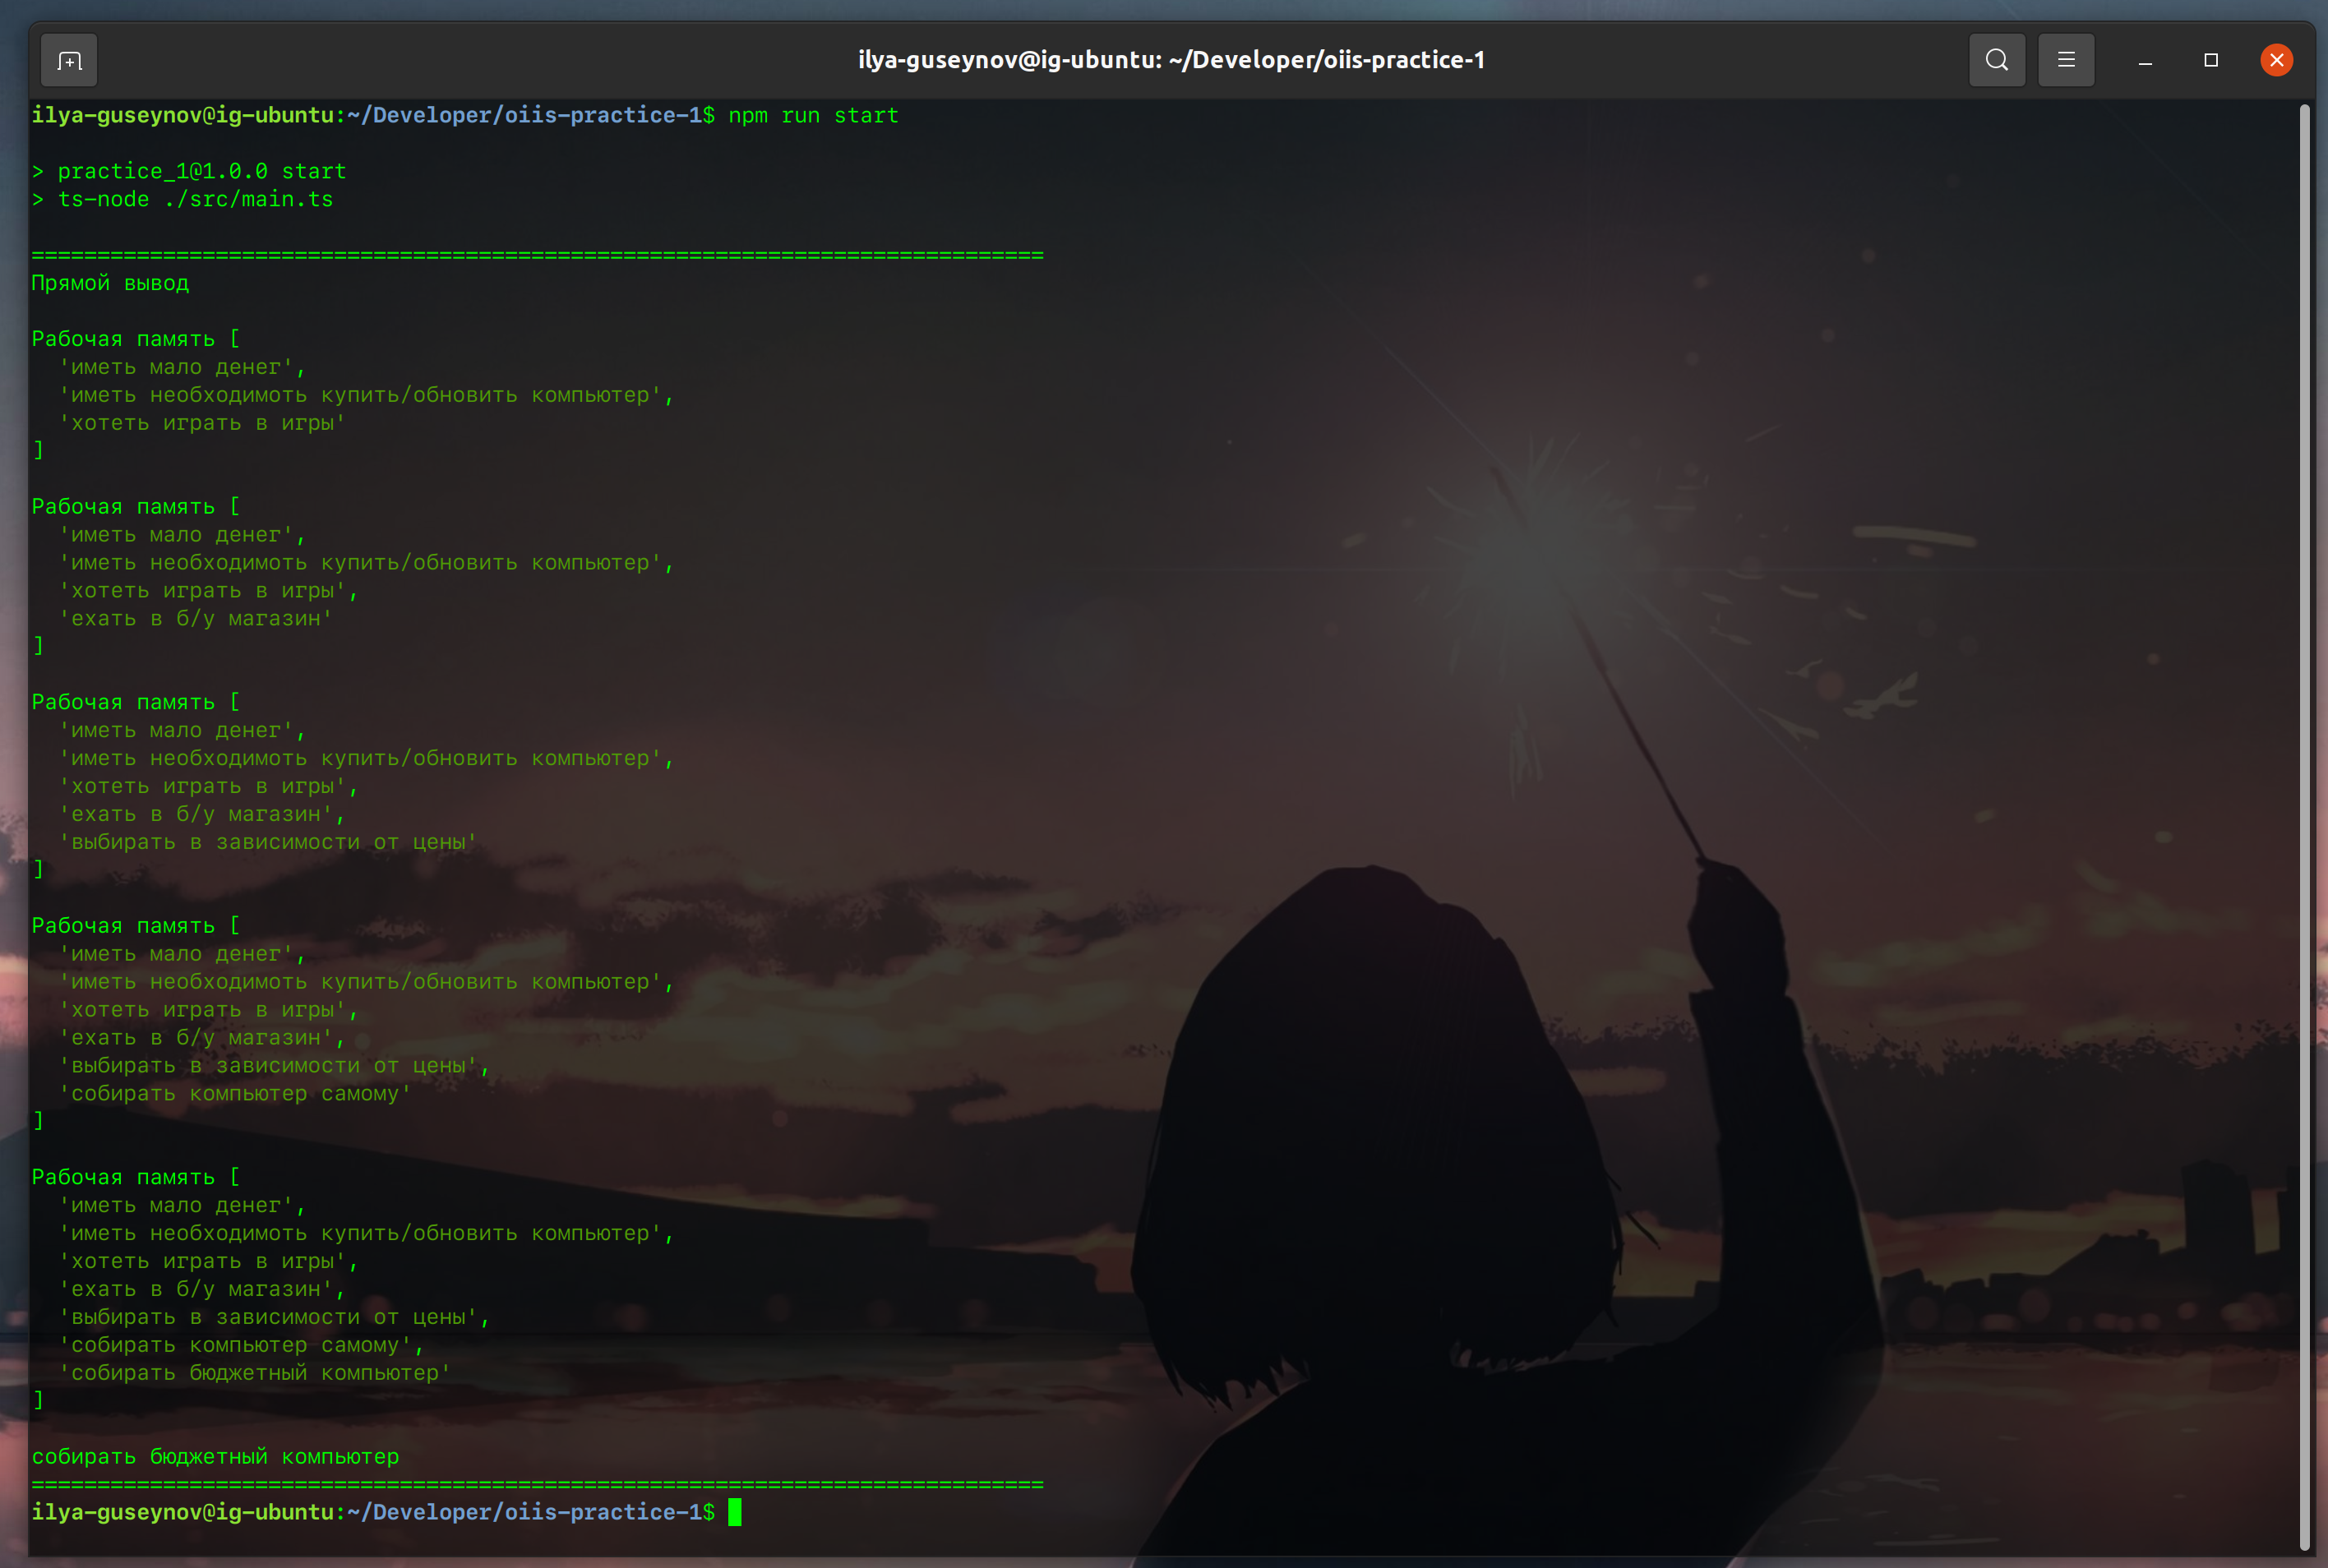 ilya-guseynov@ig-ubuntu: ~/Developer/oiis-practice-1
ilya-guseynov@ig-ubuntu:~/Developer/oiis-practice-1$ npm run start
> practice_1@1.0.0 start
> ts-node ./src/main.ts
=============================================================================
Прямой вывод
Рабочая память [
'иметь мало денег',
'иметь необходимоть купить/обновить компьютер',
'хотеть играть в игры'
]
Рабочая память [
'иметь мало денег',
'иметь необходимоть купить/обновить компьютер',
'хотеть играть в игры',
'ехать в б/у магазин'
]
Рабочая память [
'иметь мало денег',
'иметь необходимоть купить/обновить компьютер',
'хотеть играть в игры',
'ехать в б/у магазин',
'выбирать в зависимости от цены'
]
Рабочая память [
'иметь мало денег',
'иметь необходимоть купить/обновить компьютер',
'хотеть играть в игры',
'ехать в б/у магазин',
'выбирать в зависимости от цены',
'собирать компьютер самому'
]
Рабочая память [
'иметь мало денег',
'иметь необходимоть купить/обновить компьютер',
'хотеть играть в игры',
'ехать в б/у магазин',
'выбирать в зависимости от цены',
'собирать компьютер самому',
'собирать бюджетный компьютер'
]
собирать бюджетный компьютер
=============================================================================
ilya-guseynov@ig-ubuntu:~/Developer/oiis-practice-1$